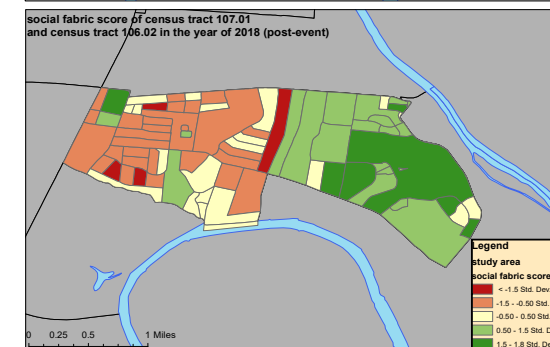 social fabric score of census tract 107.01
and census tract 106.02 in the year of 2018 (post-event)
Legend
study area
social fabric score
< -1.5 Std. Dev.
-1.5 - -0.50 Std.
-0.50 - 0.50 Std.
0.50 - 1.5 Std. D
1.5 - 1.8 Std. De
0 0.25 0.5 1 Miles